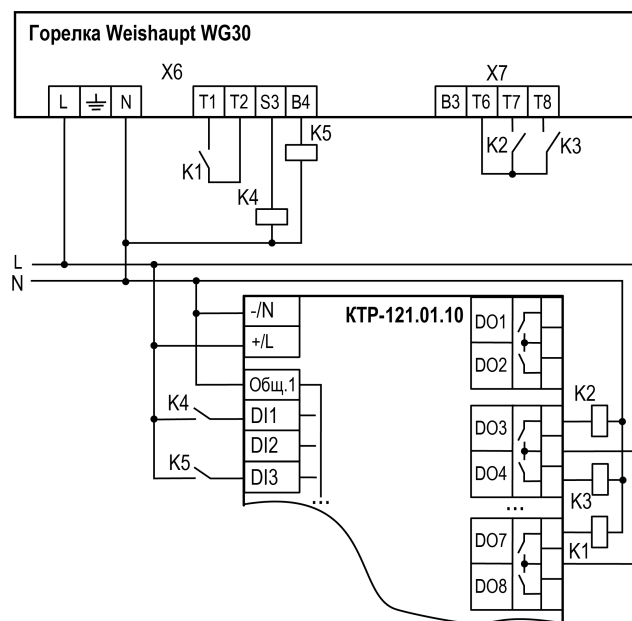 Горелка Weishaupt WG30
X6
X7
L N T1 T2 S3 B4 B3 T6 T7 T8
K5
K1
K2
K3
K4
L
N
-/N
+/L
КТР-121.01.10
DO1
DO2
Общ.1
K4
DI1
DI2
K5
DI3
...
K2
DO3
DO4
K3
...
DO7
K1
DO8